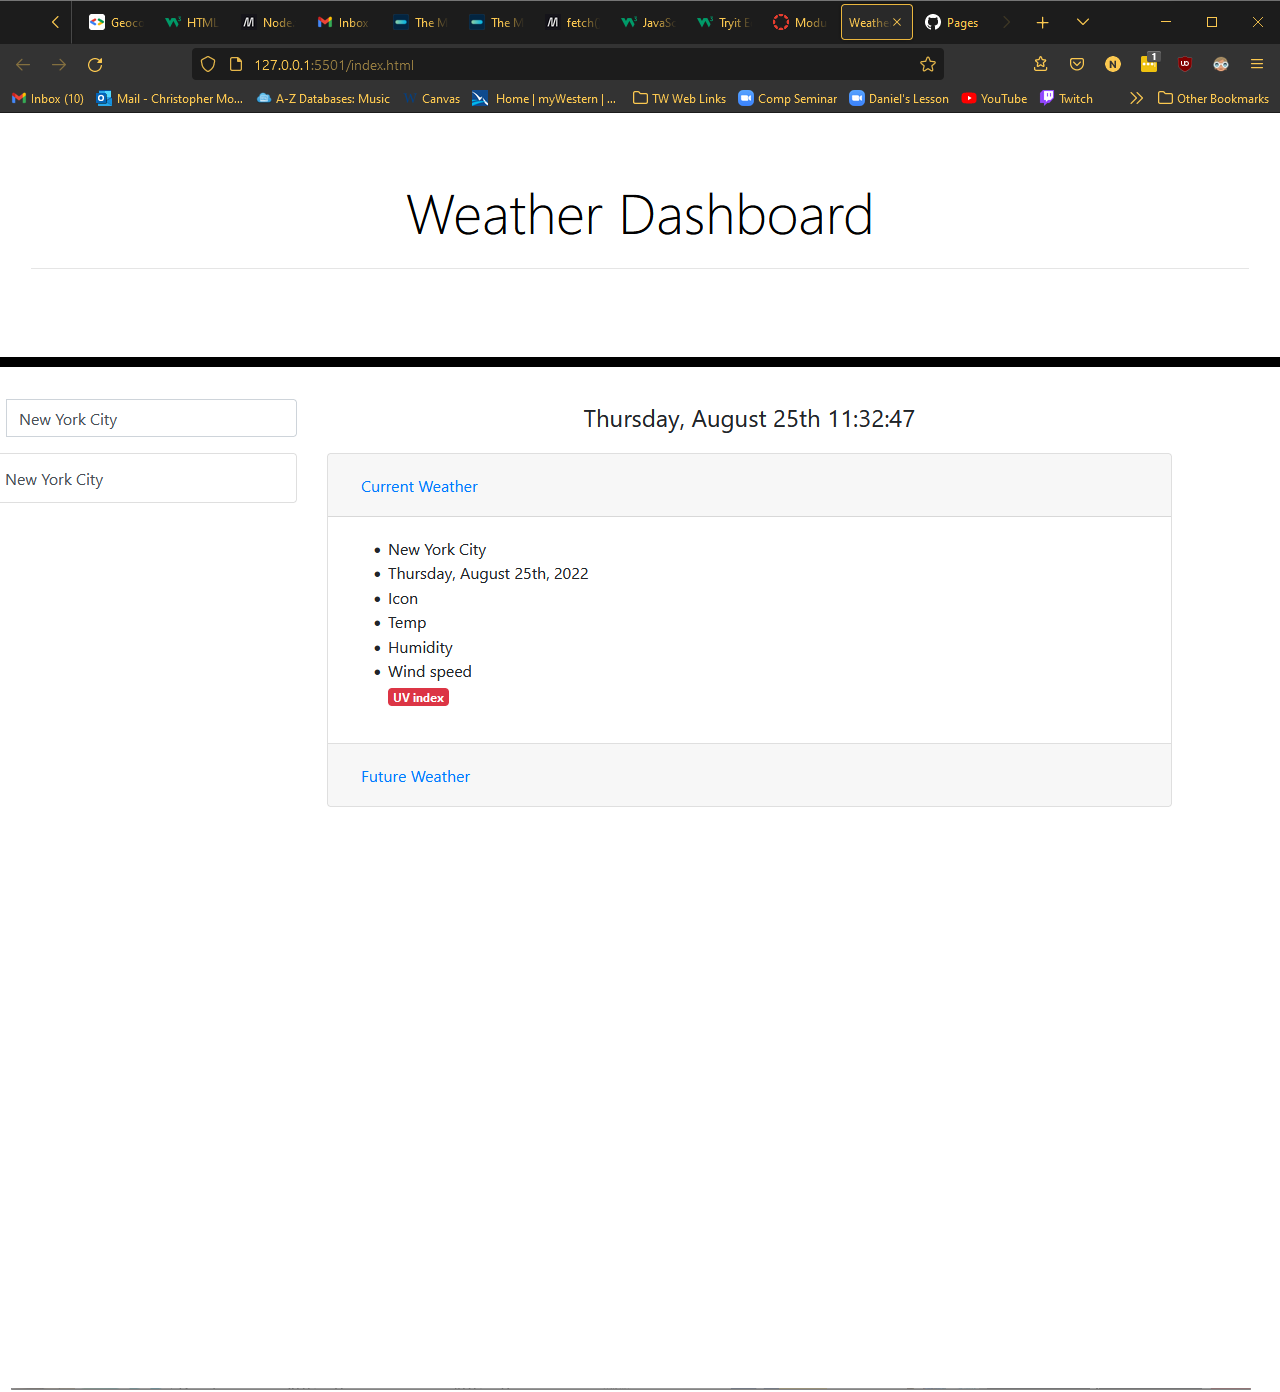 Geocc HTML Node. Inbox The M The M fetch( JavaSc Tryit E Modu Weathe Pages
127.0.0.1:5501/index.html N 1 UD
Inbox (10) Mail - Christopher Mo... A-Z Databases: Music Canvas Home | myWestern | ... TW Web Links Comp Seminar Daniel's Lesson YouTube Twitch Other Bookmarks
Weather Dashboard
New York City
Thursday, August 25th 11:32:47
New York City
Current Weather
New York City
Thursday, August 25th, 2022
Icon
Temp
Humidity
Wind speed
UV index
Future Weather